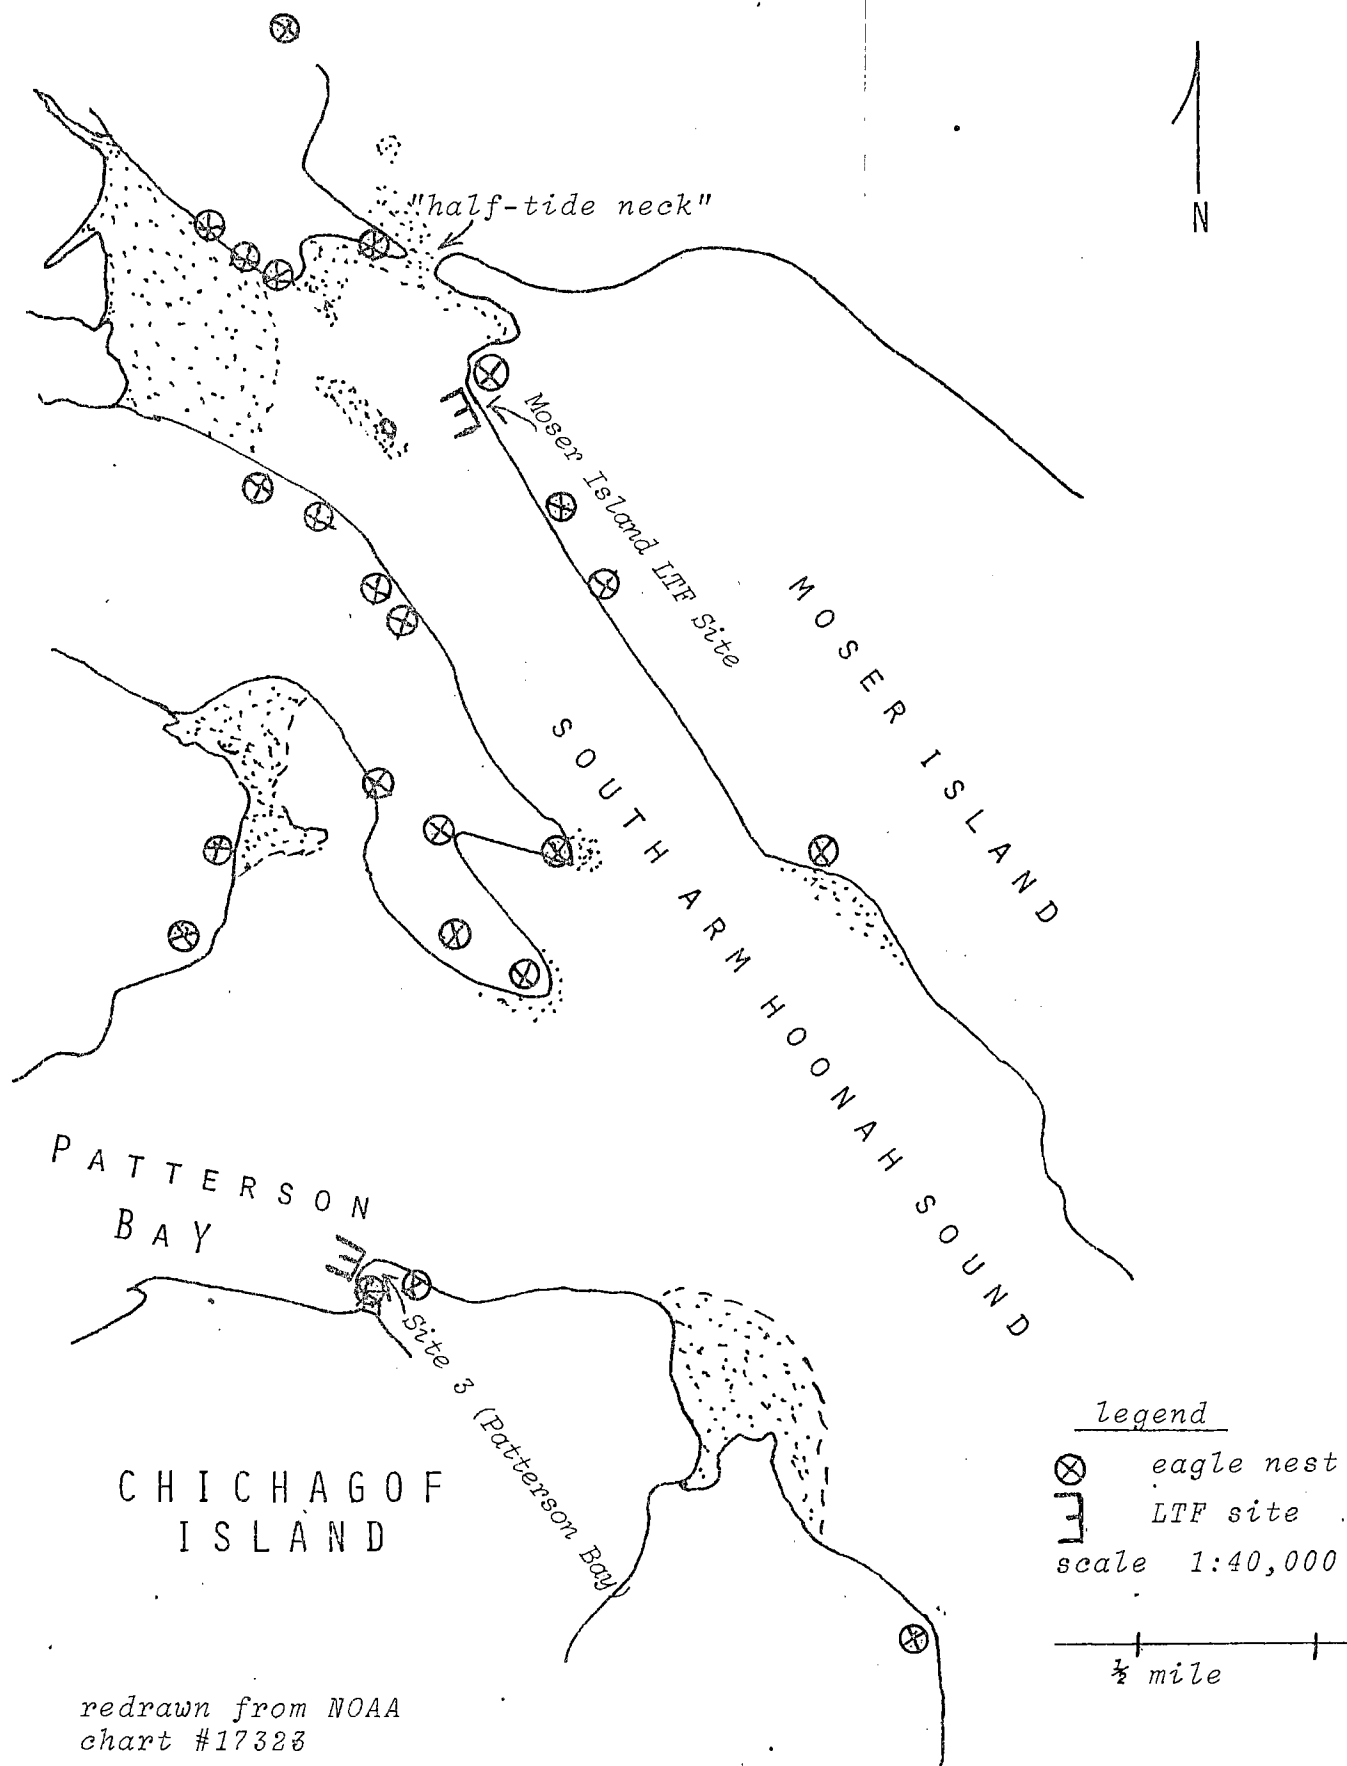 "half-tide neck"
N
Moser Island LTF Site
MOSER ISLAND
SOUTH ARM HOONAH SOUND
PATTERSON
BAY
Site 3 (Patterson Bay)
CHICHAGOF
ISLAND
legend
eagle nest
LTF site
scale 1:40,000
½ mile
redrawn from NOAA
chart #17323